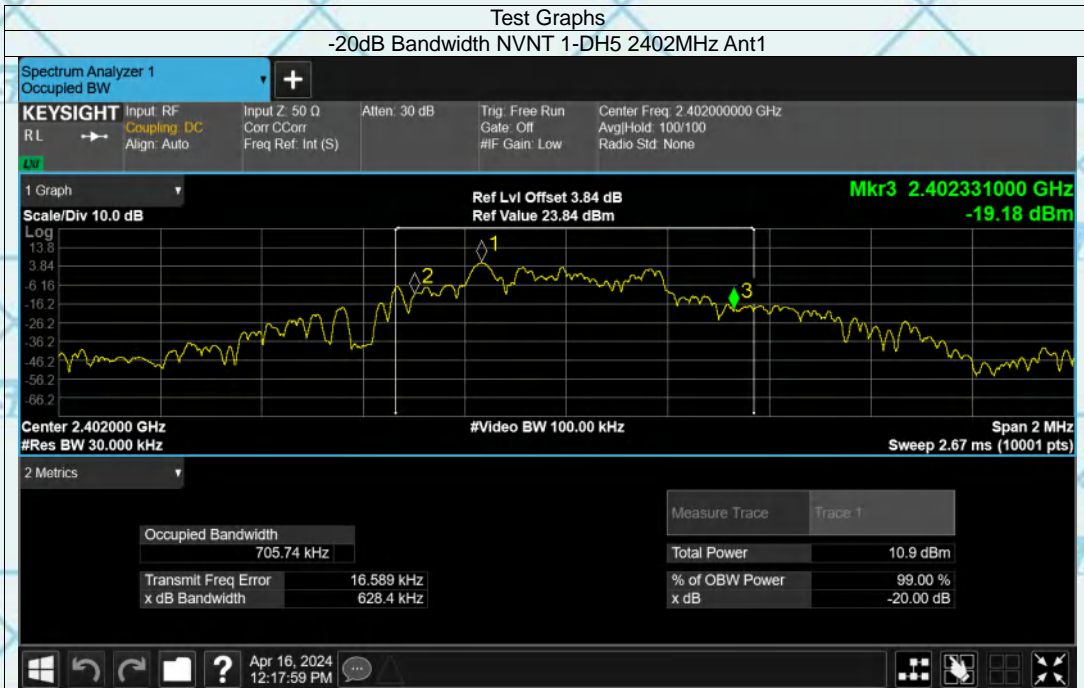 Test Graphs
-20dB Bandwidth NVNT 1-DH5 2402MHz Ant1
Spectrum Analyzer 1
Occupied BW
+
KEYSIGHT Input: RF Input Z: 50 Ω Atten: 30 dB Trig: Free Run Center Freq: 2.402000000 GHz
RL Coupling: DC Corr CCorr Gate: Off Avg|Hold: 100/100
Align: Auto Freq Ref: Int (S) #IF Gain: Low Radio Std: None
LXI
1 Graph Ref Lvl Offset 3.84 dB Mkr3 2.402331000 GHz
Scale/Div 10.0 dB Ref Value 23.84 dBm -19.18 dBm
Log
13.8
3.84
-6.16
-16.2
-26.2
-36.2
-46.2
-56.2
-66.2
1
2
3
Center 2.402000 GHz #Video BW 100.00 kHz Span 2 MHz
#Res BW 30.000 kHz Sweep 2.67 ms (10001 pts)
2 Metrics
Measure Trace Trace 1
Occupied Bandwidth
705.74 kHz Total Power 10.9 dBm
Transmit Freq Error 16.589 kHz % of OBW Power 99.00 %
x dB Bandwidth 628.4 kHz x dB -20.00 dB
? Apr 16, 2024
12:17:59 PM